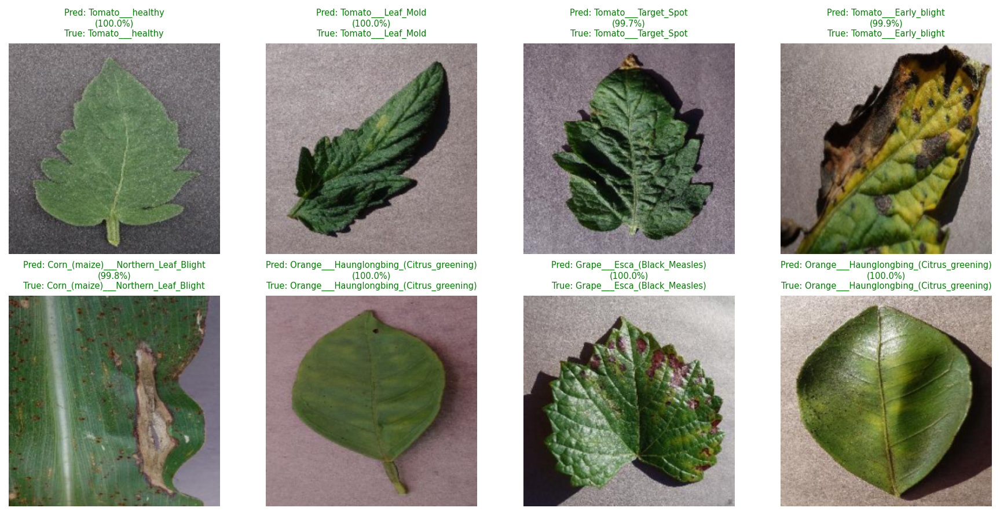 Pred: Tomato___healthy
(100.0%)
True: Tomato___healthy
Pred: Tomato___Leaf_Mold
(100.0%)
True: Tomato___Leaf_Mold
Pred: Tomato___Target_Spot
(99.7%)
True: Tomato___Target_Spot
Pred: Tomato___Early_blight
(99.9%)
True: Tomato___Early_blight
Pred: Corn_(maize)___Northern_Leaf_Blight
(99.8%)
True: Corn_(maize)___Northern_Leaf_Blight
Pred: Orange___Haunglongbing_(Citrus_greening)
(100.0%)
True: Orange___Haunglongbing_(Citrus_greening)
Pred: Grape___Esca_(Black_Measles)
(100.0%)
True: Grape___Esca_(Black_Measles)
Pred: Orange___Haunglongbing_(Citrus_greening)
(100.0%)
True: Orange___Haunglongbing_(Citrus_greening)